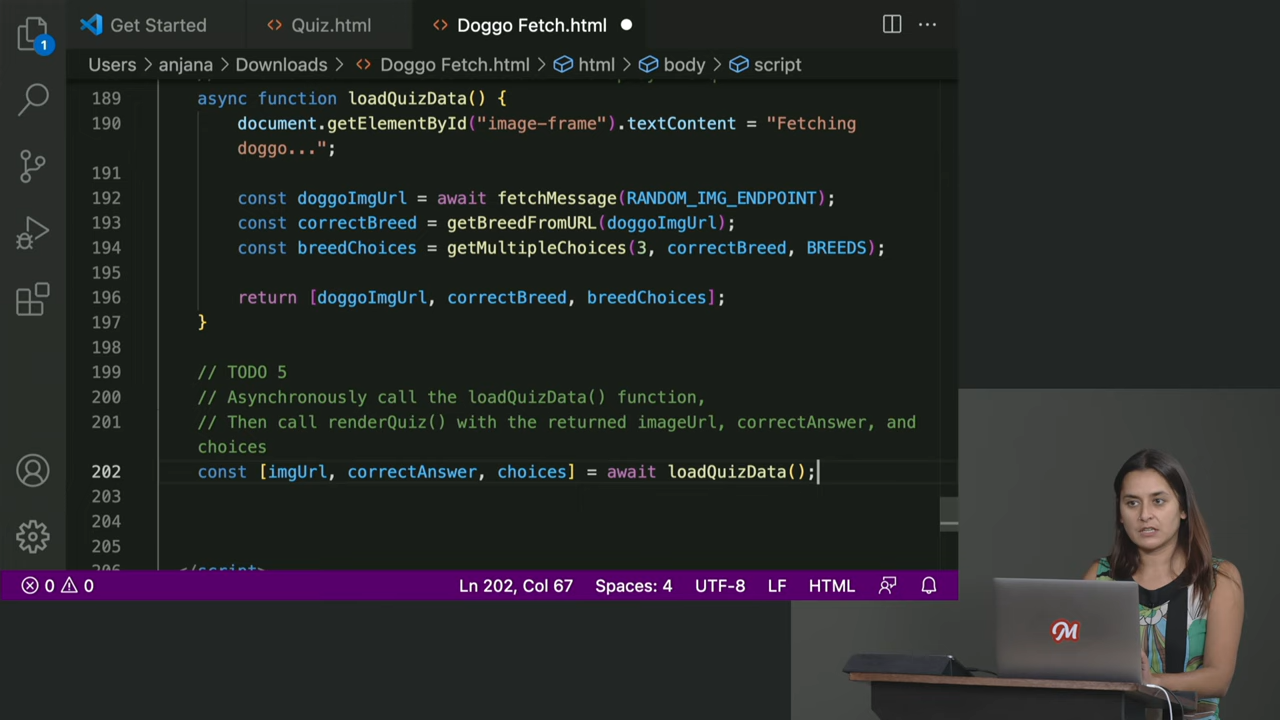 1
Get Started
<> Quiz.html
<> Doggo Fetch.html
Users > anjana > Downloads > <> Doggo Fetch.html > html > body > script
189 async function loadQuizData() {
190 document.getElementById("image-frame").textContent = "Fetching
doggo...";
191
192 const doggoImgUrl = await fetchMessage(RANDOM_IMG_ENDPOINT);
193 const correctBreed = getBreedFromURL(doggoImgUrl);
194 const breedChoices = getMultipleChoices(3, correctBreed, BREEDS);
195
196 return [doggoImgUrl, correctBreed, breedChoices];
197 }
198
199 // TODO 5
200 // Asynchronously call the loadQuizData() function,
201 // Then call renderQuiz() with the returned imageUrl, correctAnswer, and
choices
202 const [imgUrl, correctAnswer, choices] = await loadQuizData();
203
204
205
206 </script>
0 0 Ln 202, Col 67 Spaces: 4 UTF-8 LF HTML
M